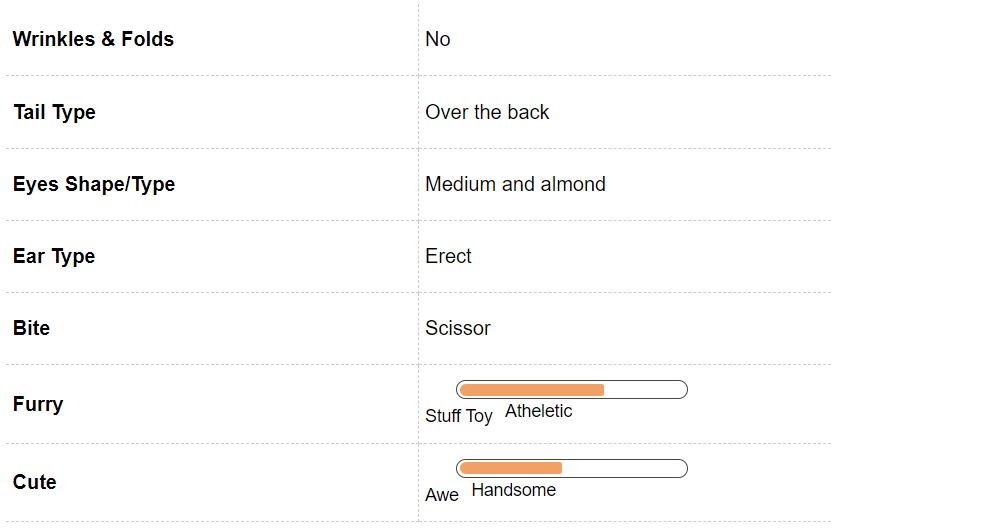 Wrinkles & Folds No
Tail Type Over the back
Eyes Shape/Type Medium and almond
Ear Type Erect
Bite Scissor
Furry Stuff Toy Atheletic
Cute Awe Handsome